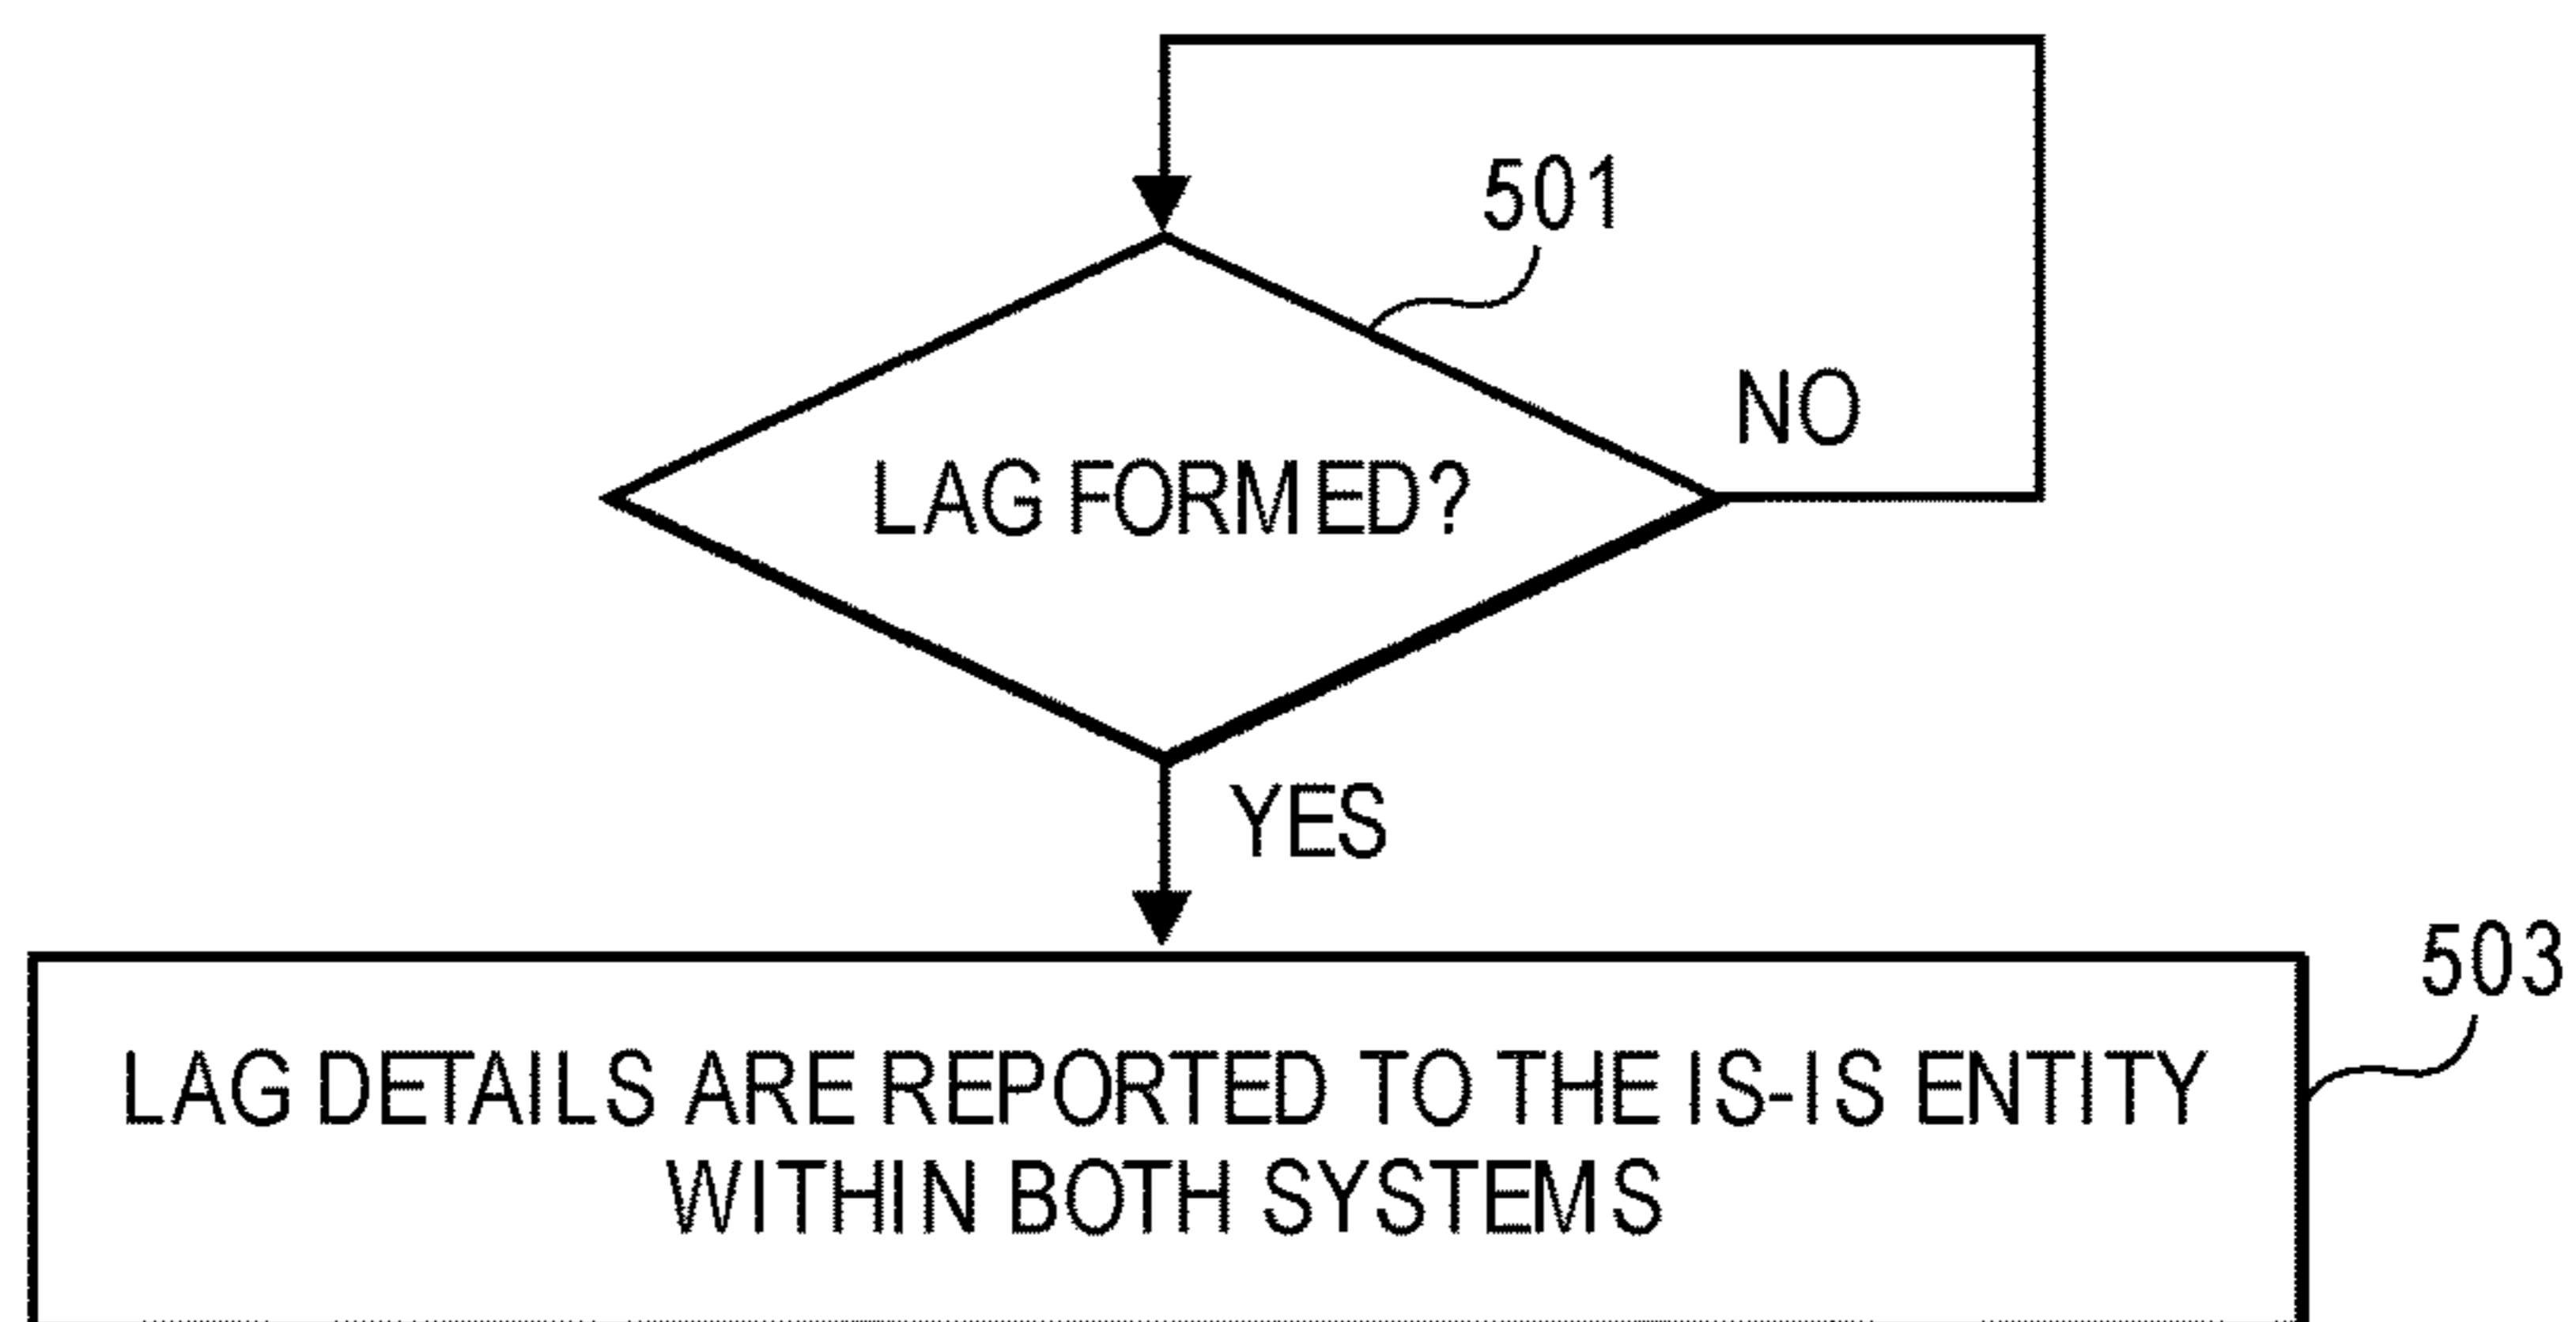 501
NO
LAG FORMED?
YES
503
LAG DETAILS ARE REPORTED TO THE IS-IS ENTITY
WITHIN BOTH SYSTEMS